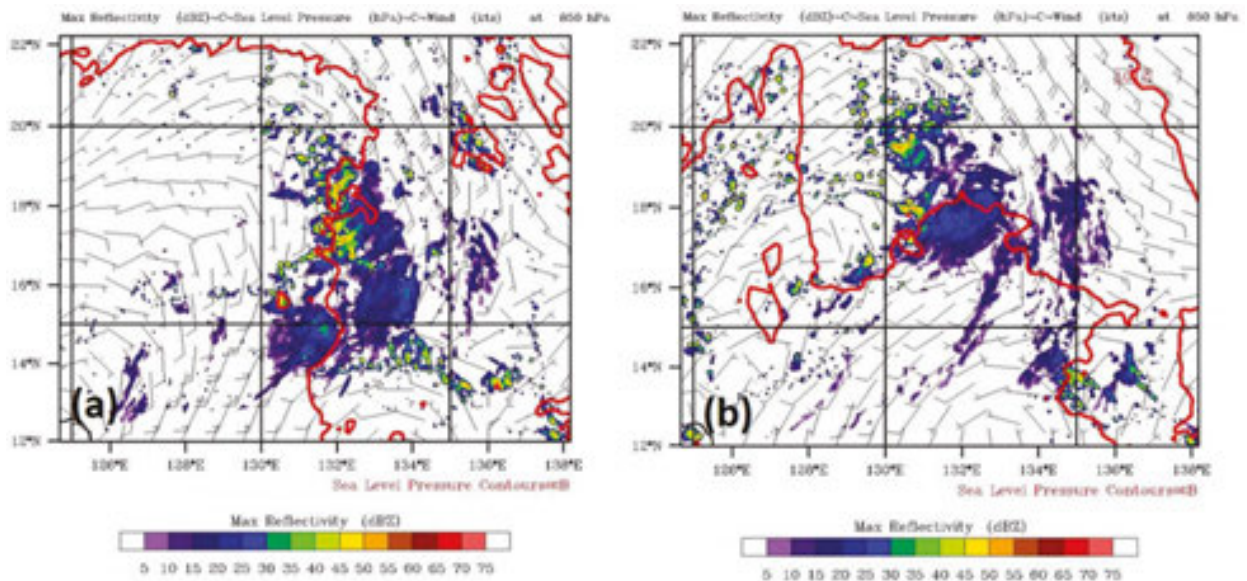 Max Reflectivity (dBZ)~C~Sea Level Pressure (hPa)~C~Wind (kts) at 850 hPa
22°N
20°N
18°N
16°N
14°N
12°N
(a)
128°E 130°E 132°E 134°E 136°E 138°E
Sea Level Pressure Contours
Max Reflectivity (dBZ)
5 10 15 20 25 30 35 40 45 50 55 60 65 70 75
Max Reflectivity (dBZ)~C~Sea Level Pressure (hPa)~C~Wind (kts) at 850 hPa
22°N
20°N
18°N
16°N
14°N
12°N
(b)
126°E 128°E 130°E 132°E 134°E 136°E 138°E
Sea Level Pressure Contours
Max Reflectivity (dBZ)
5 10 15 20 25 30 35 40 45 50 55 60 65 70 75